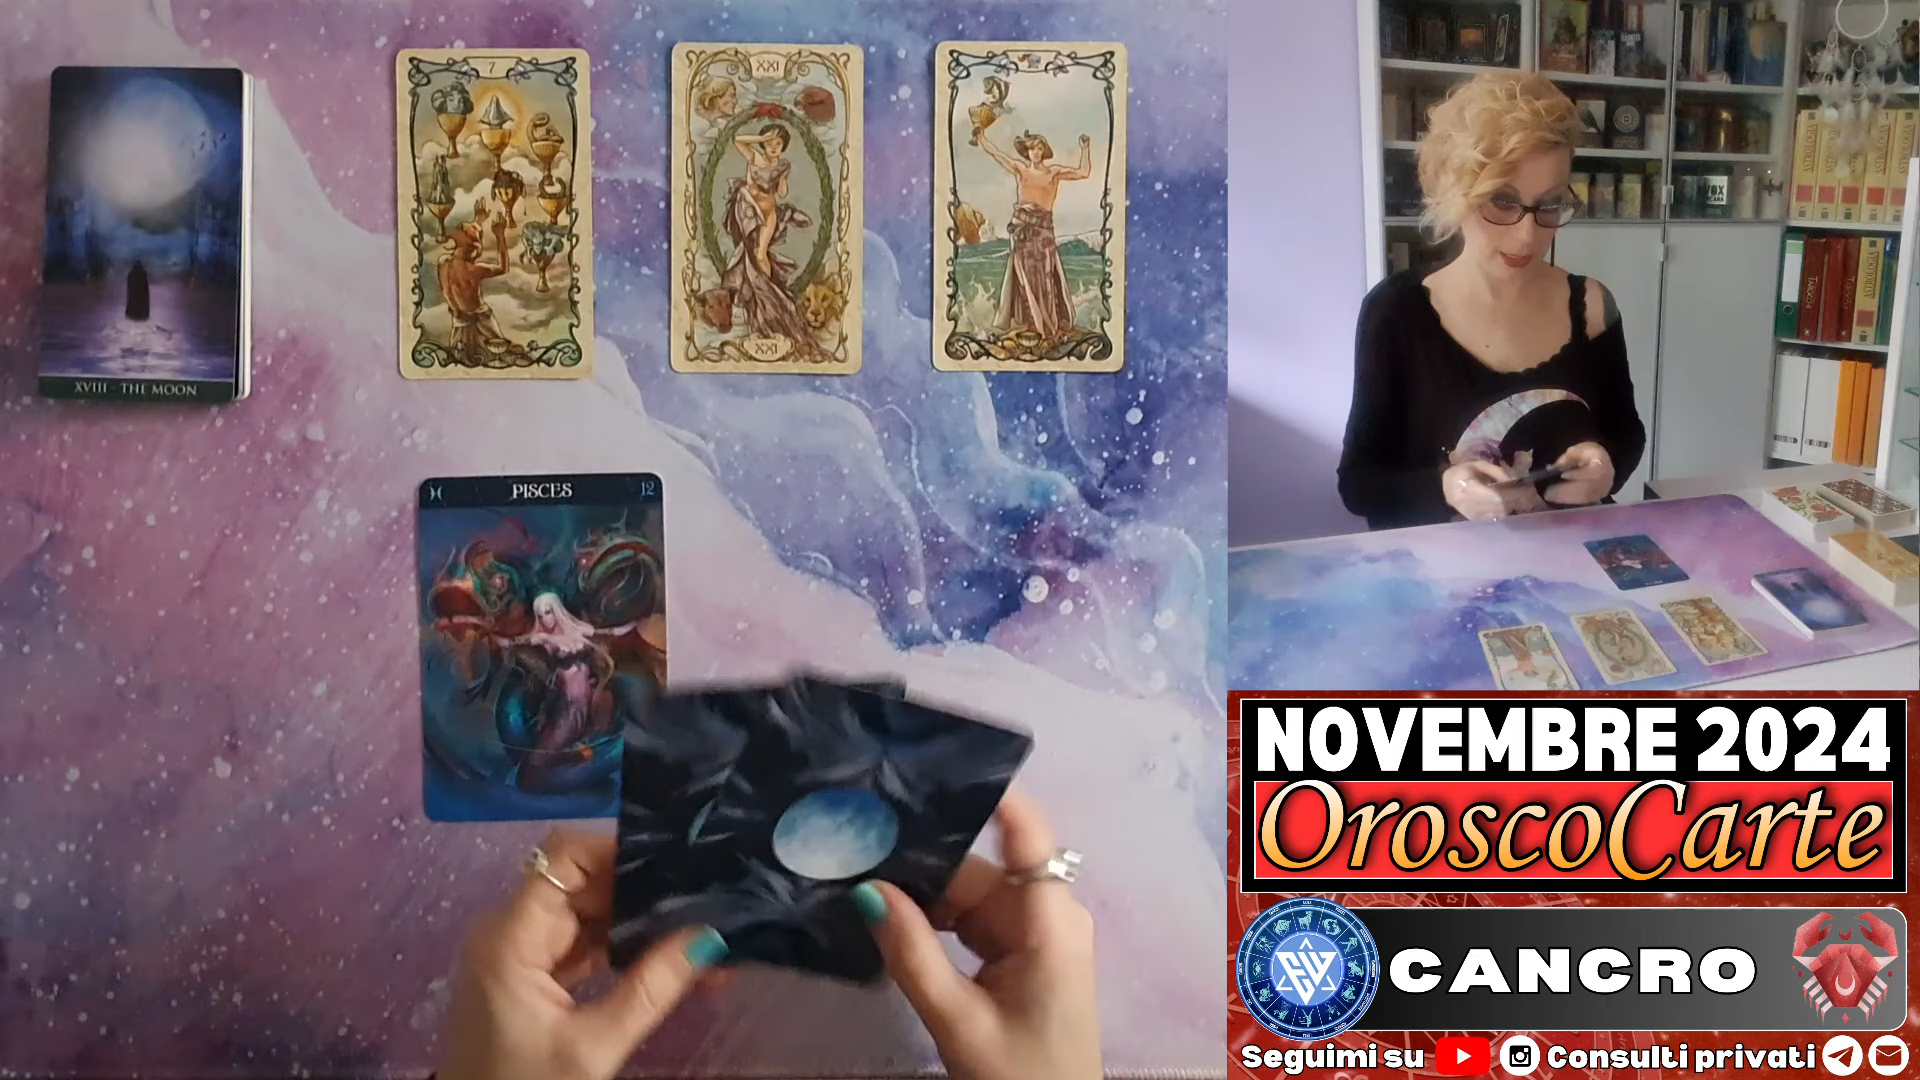 7
XXI
XXI
XVIII - THE MOON
PISCES
12
NOVEMBRE 2024
OroscoCarte
CANCRO
Seguimi su
Consulti privati